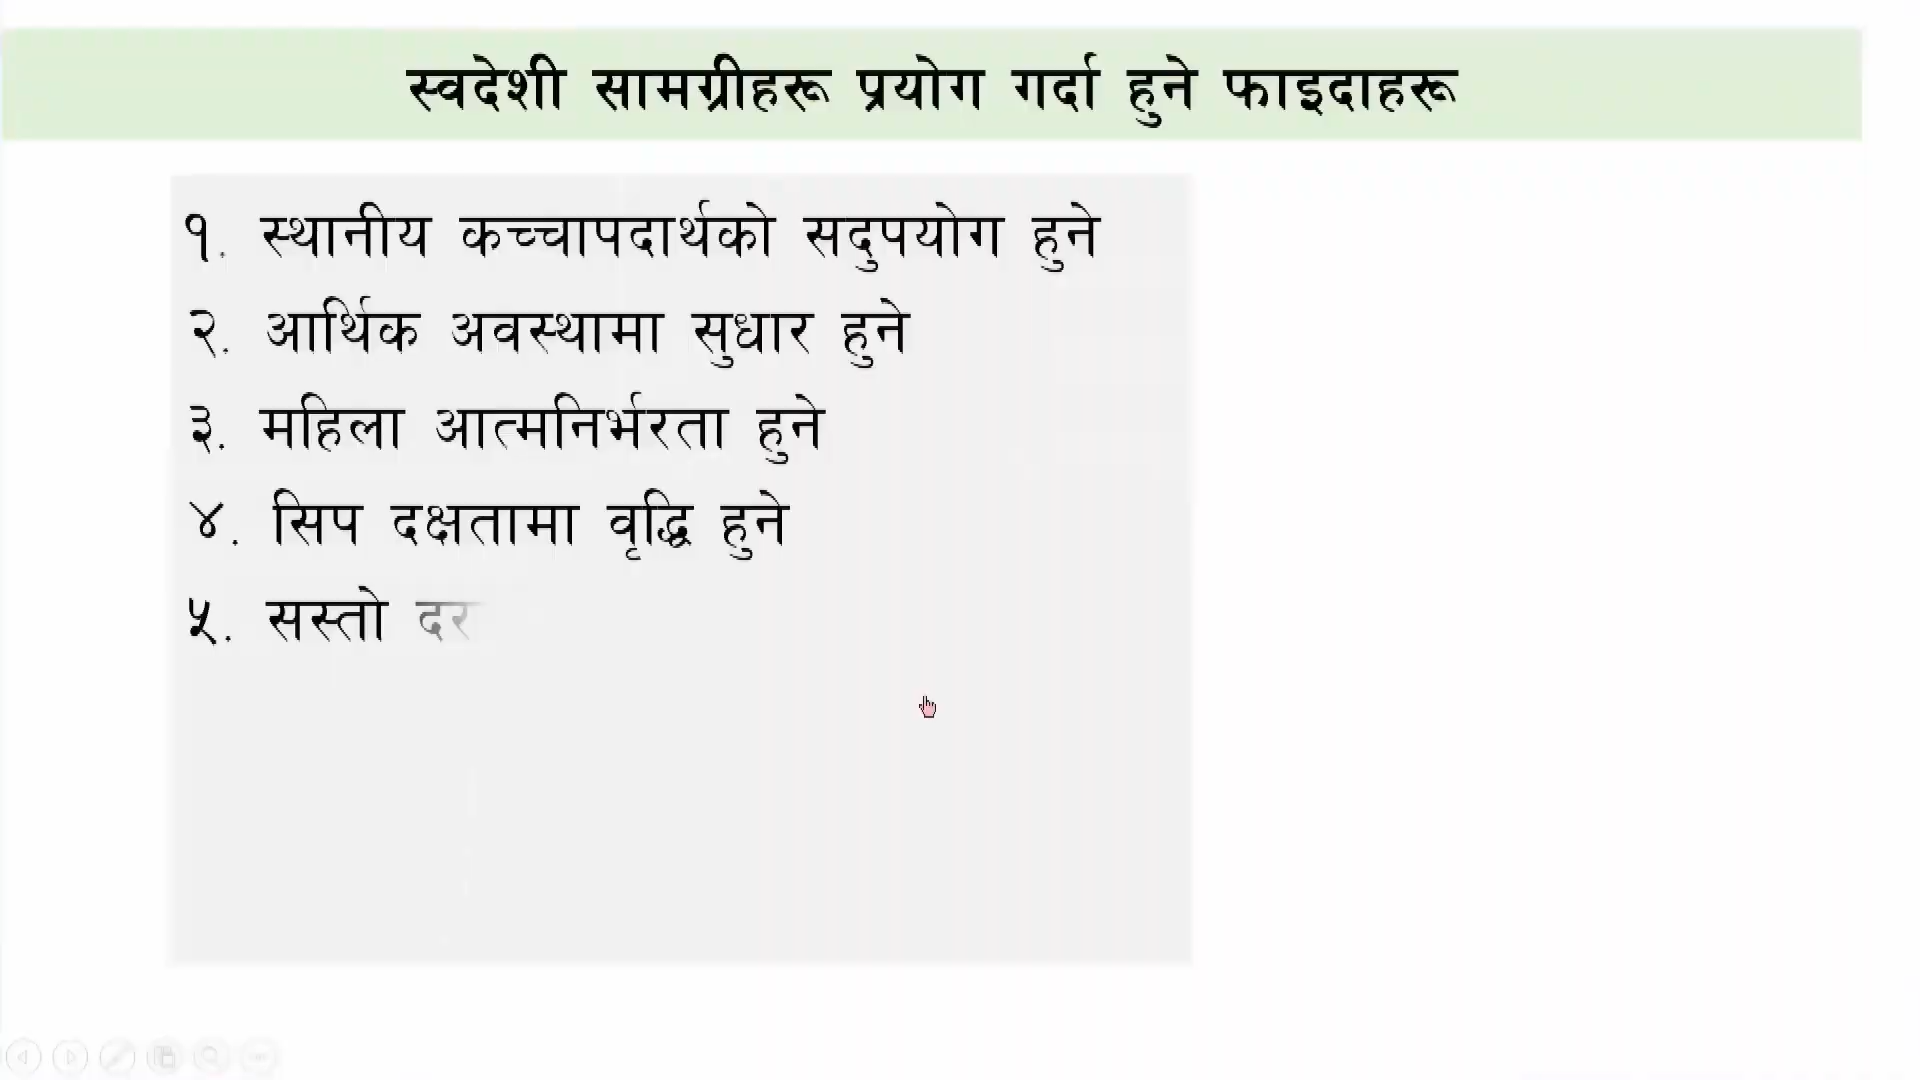 स्वदेशी सामग्रीहरू प्रयोग गर्दा हुने फाइदाहरू
१. स्थानीय कच्चापदार्थको सदुपयोग हुने
२. आर्थिक अवस्थामा सुधार हुने
३. महिला आत्मनिर्भरता हुने
४. सिप दक्षतामा वृद्धि हुने
५. सस्तो दर